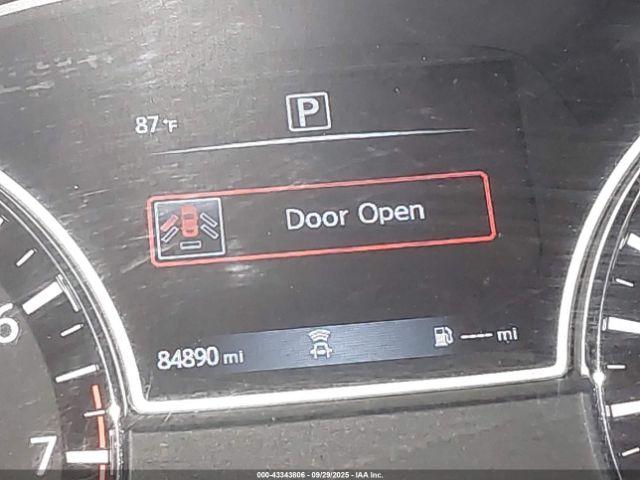 87°F
P
Door Open
84890 mi
---- mi
6
7
000-43343806 - 09/29/2025 - IAA Inc.